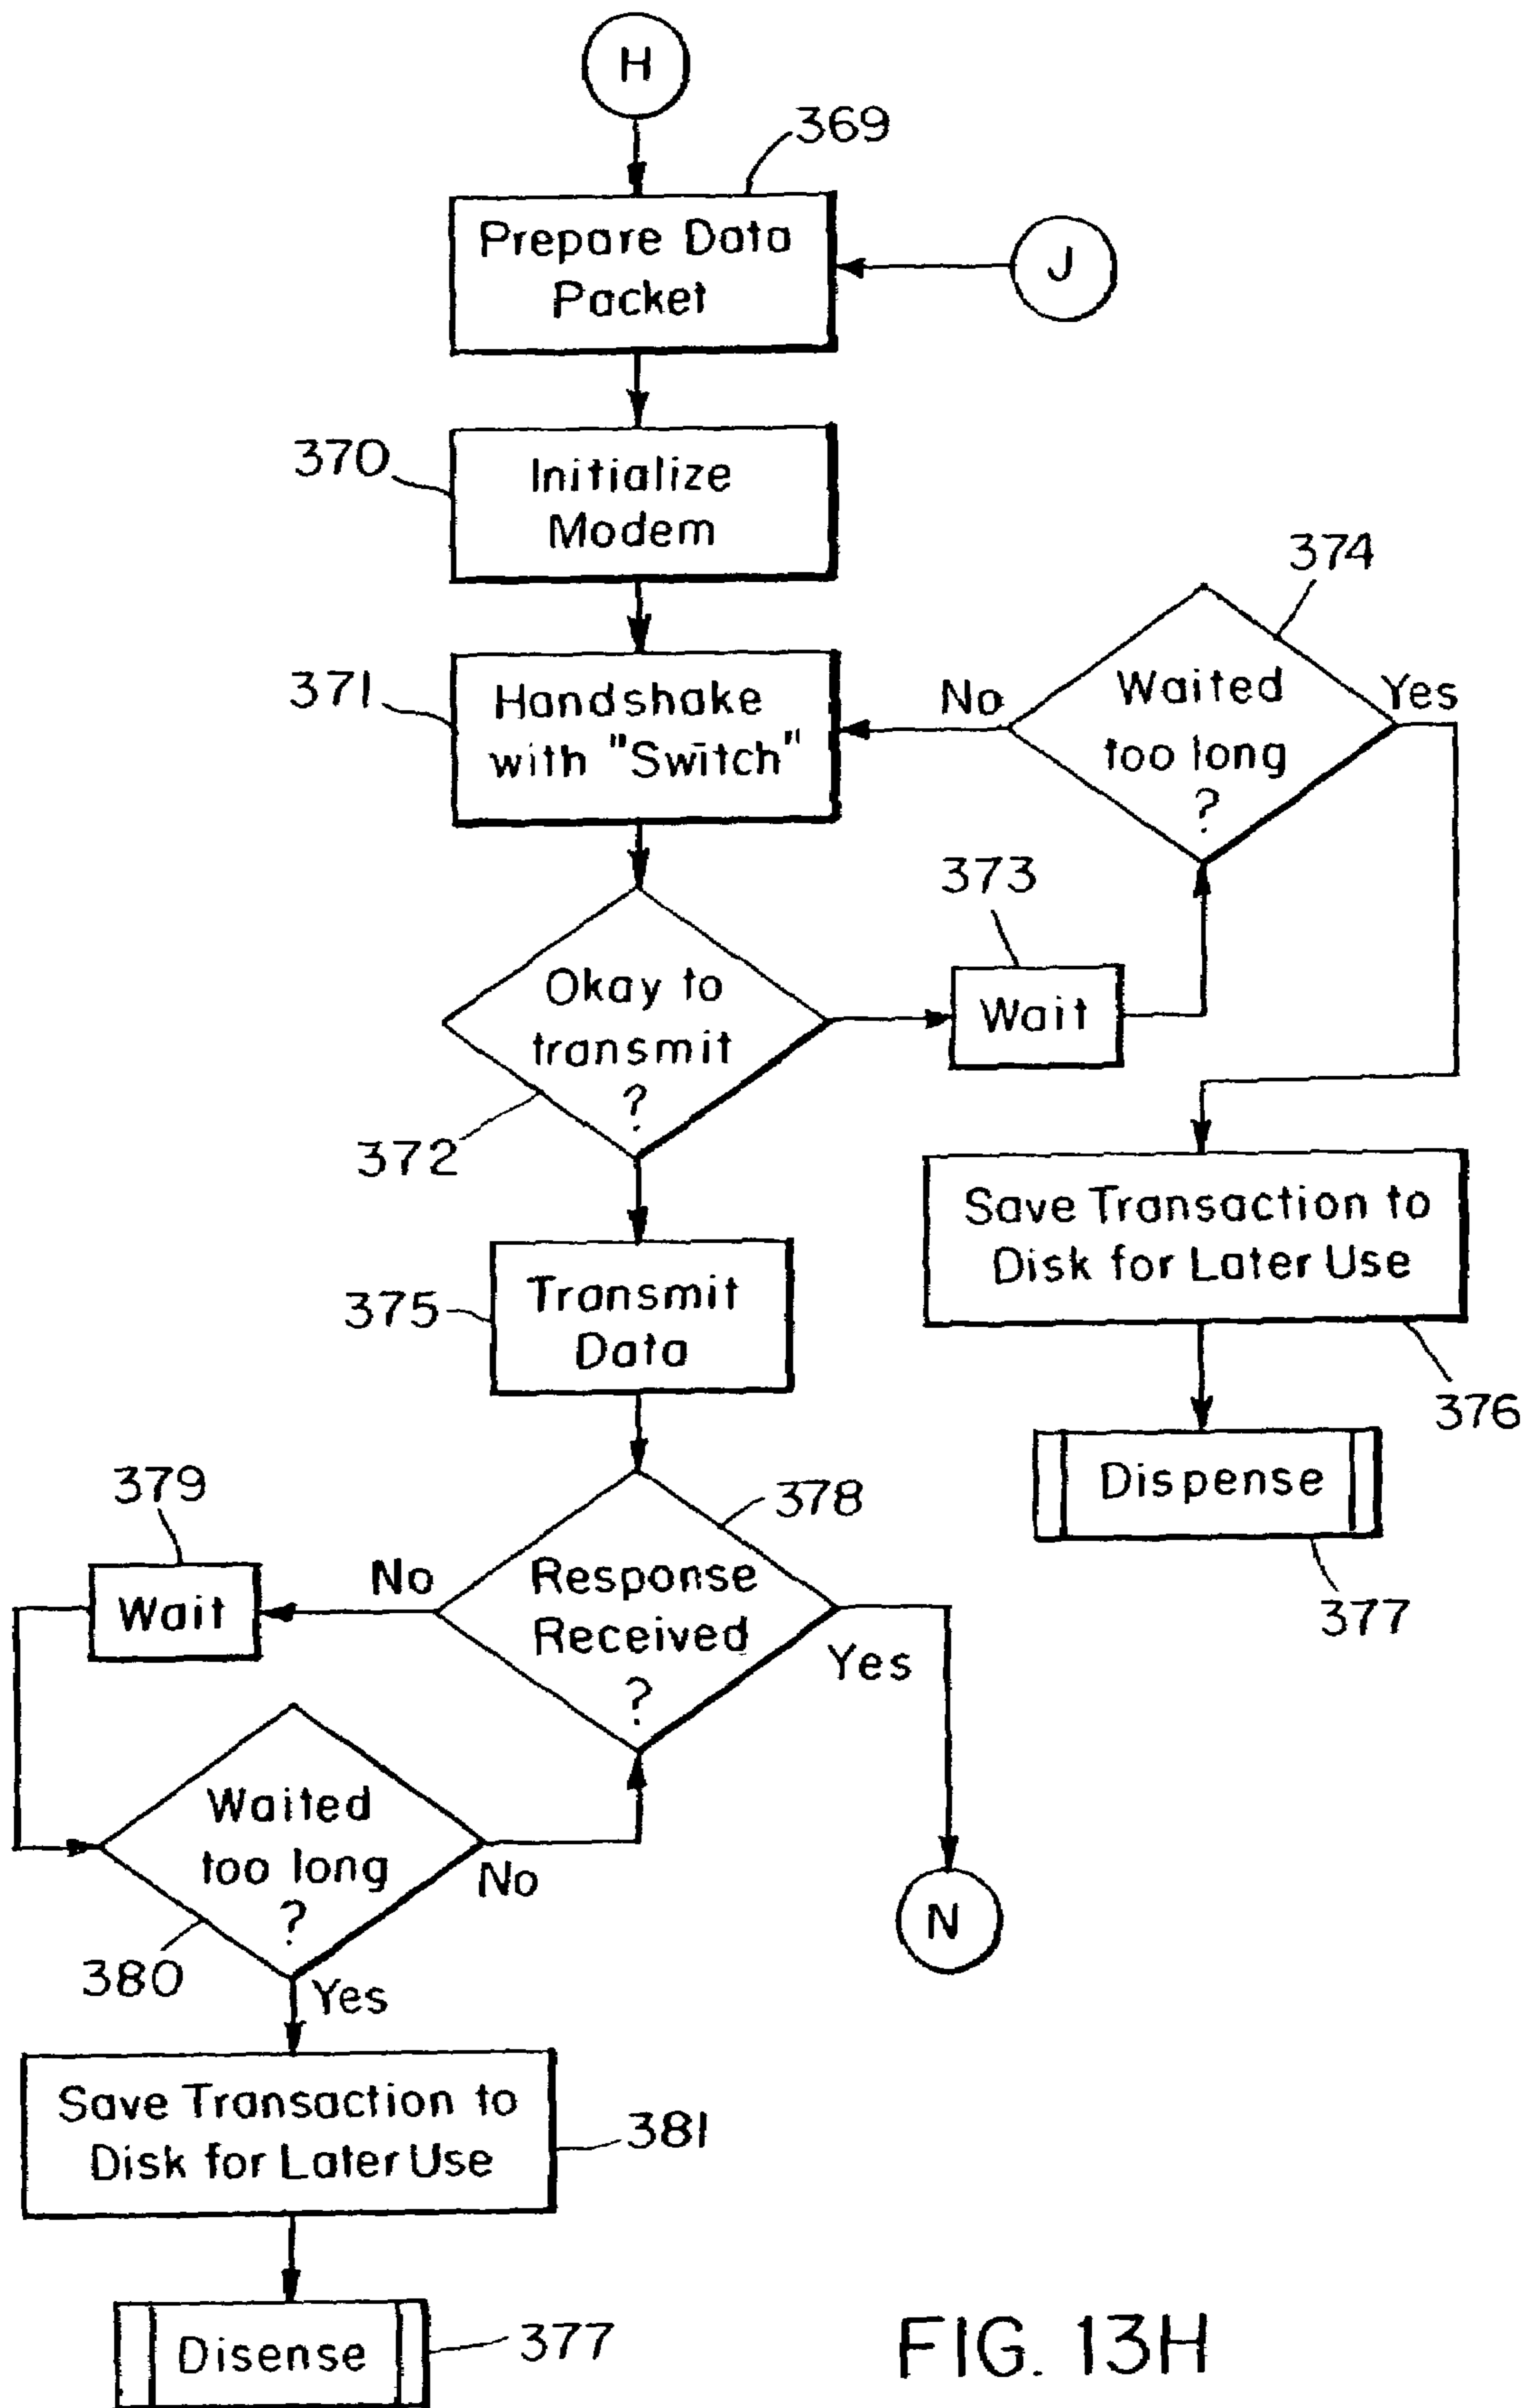 H
369
Prepare Data
Packet
J
370
Initialize
Modem
374
371
Handshake
with "Switch"
No
Waited
too long
?
Yes
373
Okay to
transmit
?
Wait
372
Save Transaction to
Disk for Later Use
375
Transmit
Data
376
Dispense
377
379
378
Wait
No
Response
Received
?
Yes
Waited
too long
?
No
N
380
Yes
Save Transaction to
Disk for Later Use
381
Disense
377
FIG. 13H